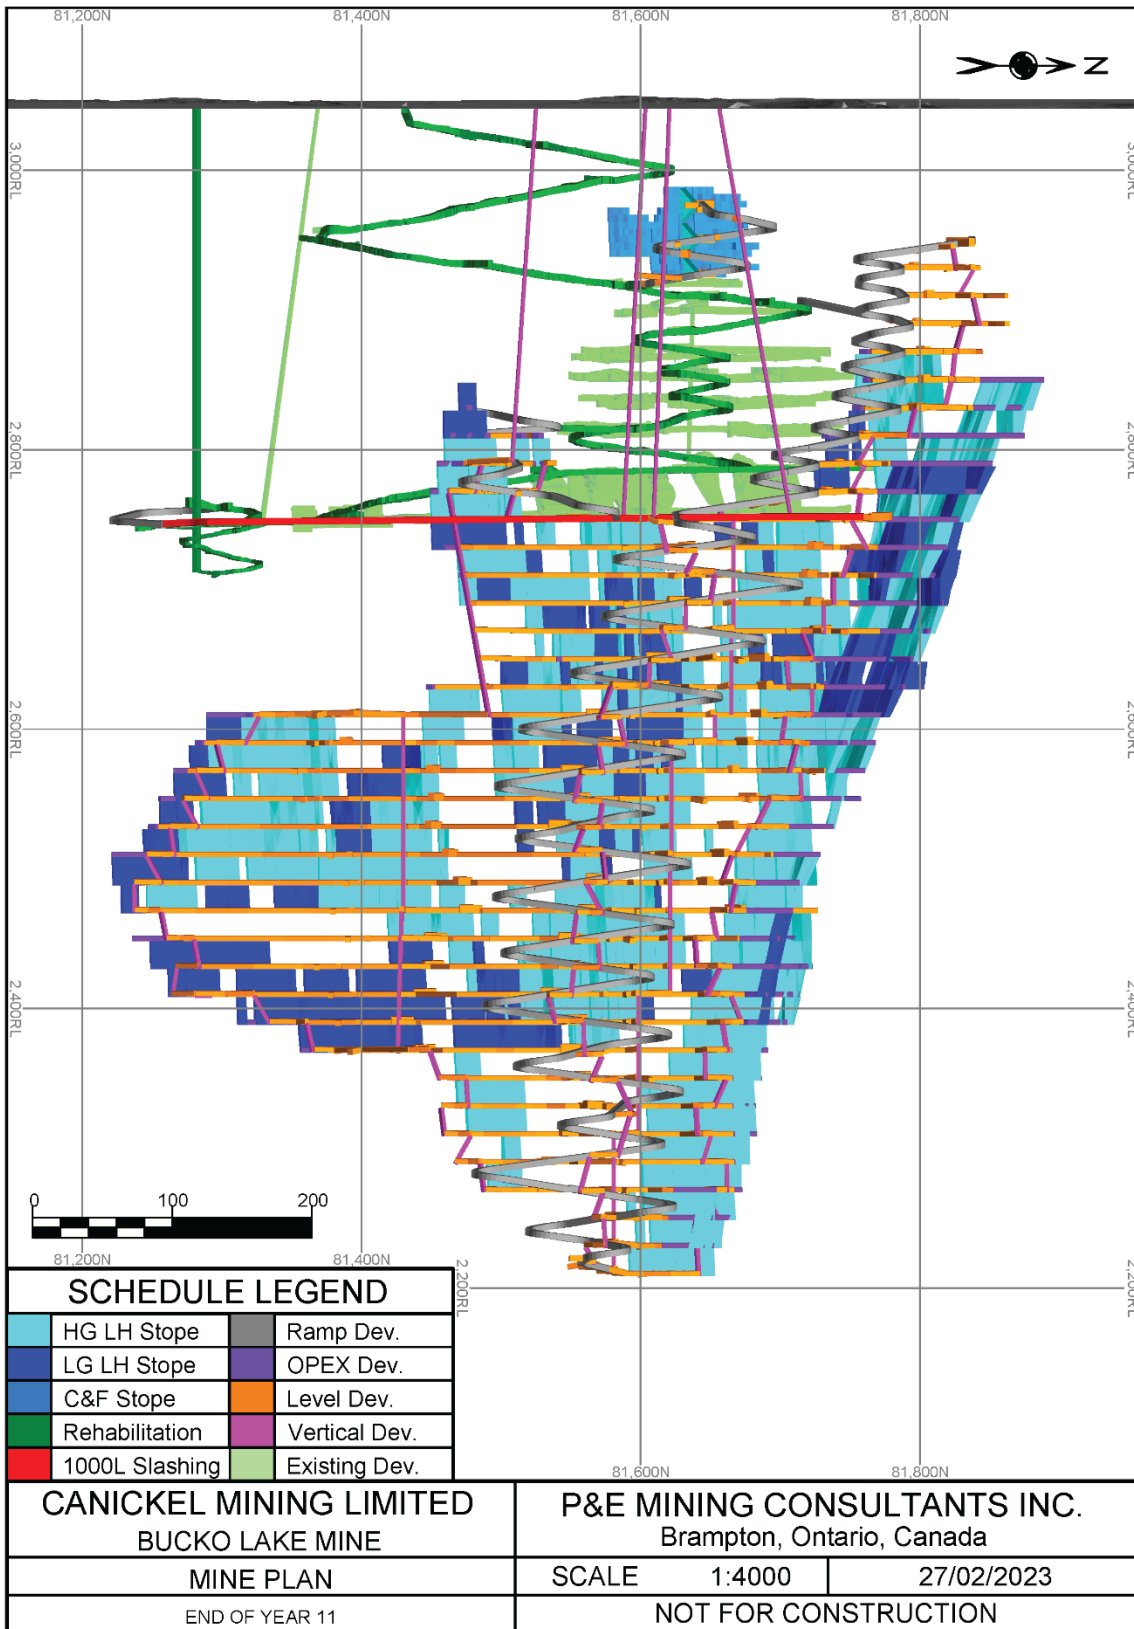 81,200N 81,400N 81,600N 81,800N
N
3,000RL 3,000RL
2,800RL 2,800RL
2,600RL 2,600RL
2,400RL 2,400RL
0 100 200
81,200N 81,400N
2,200RL 2,200RL
SCHEDULE LEGEND
HG LH Stope Ramp Dev.
LG LH Stope OPEX Dev.
C&F Stope Level Dev.
Rehabilitation Vertical Dev.
1000L Slashing Existing Dev.
81,600N 81,800N
CANICKEL MINING LIMITED
BUCKO LAKE MINE
MINE PLAN
END OF YEAR 11
P&E MINING CONSULTANTS INC.
Brampton, Ontario, Canada
SCALE 1:4000 27/02/2023
NOT FOR CONSTRUCTION